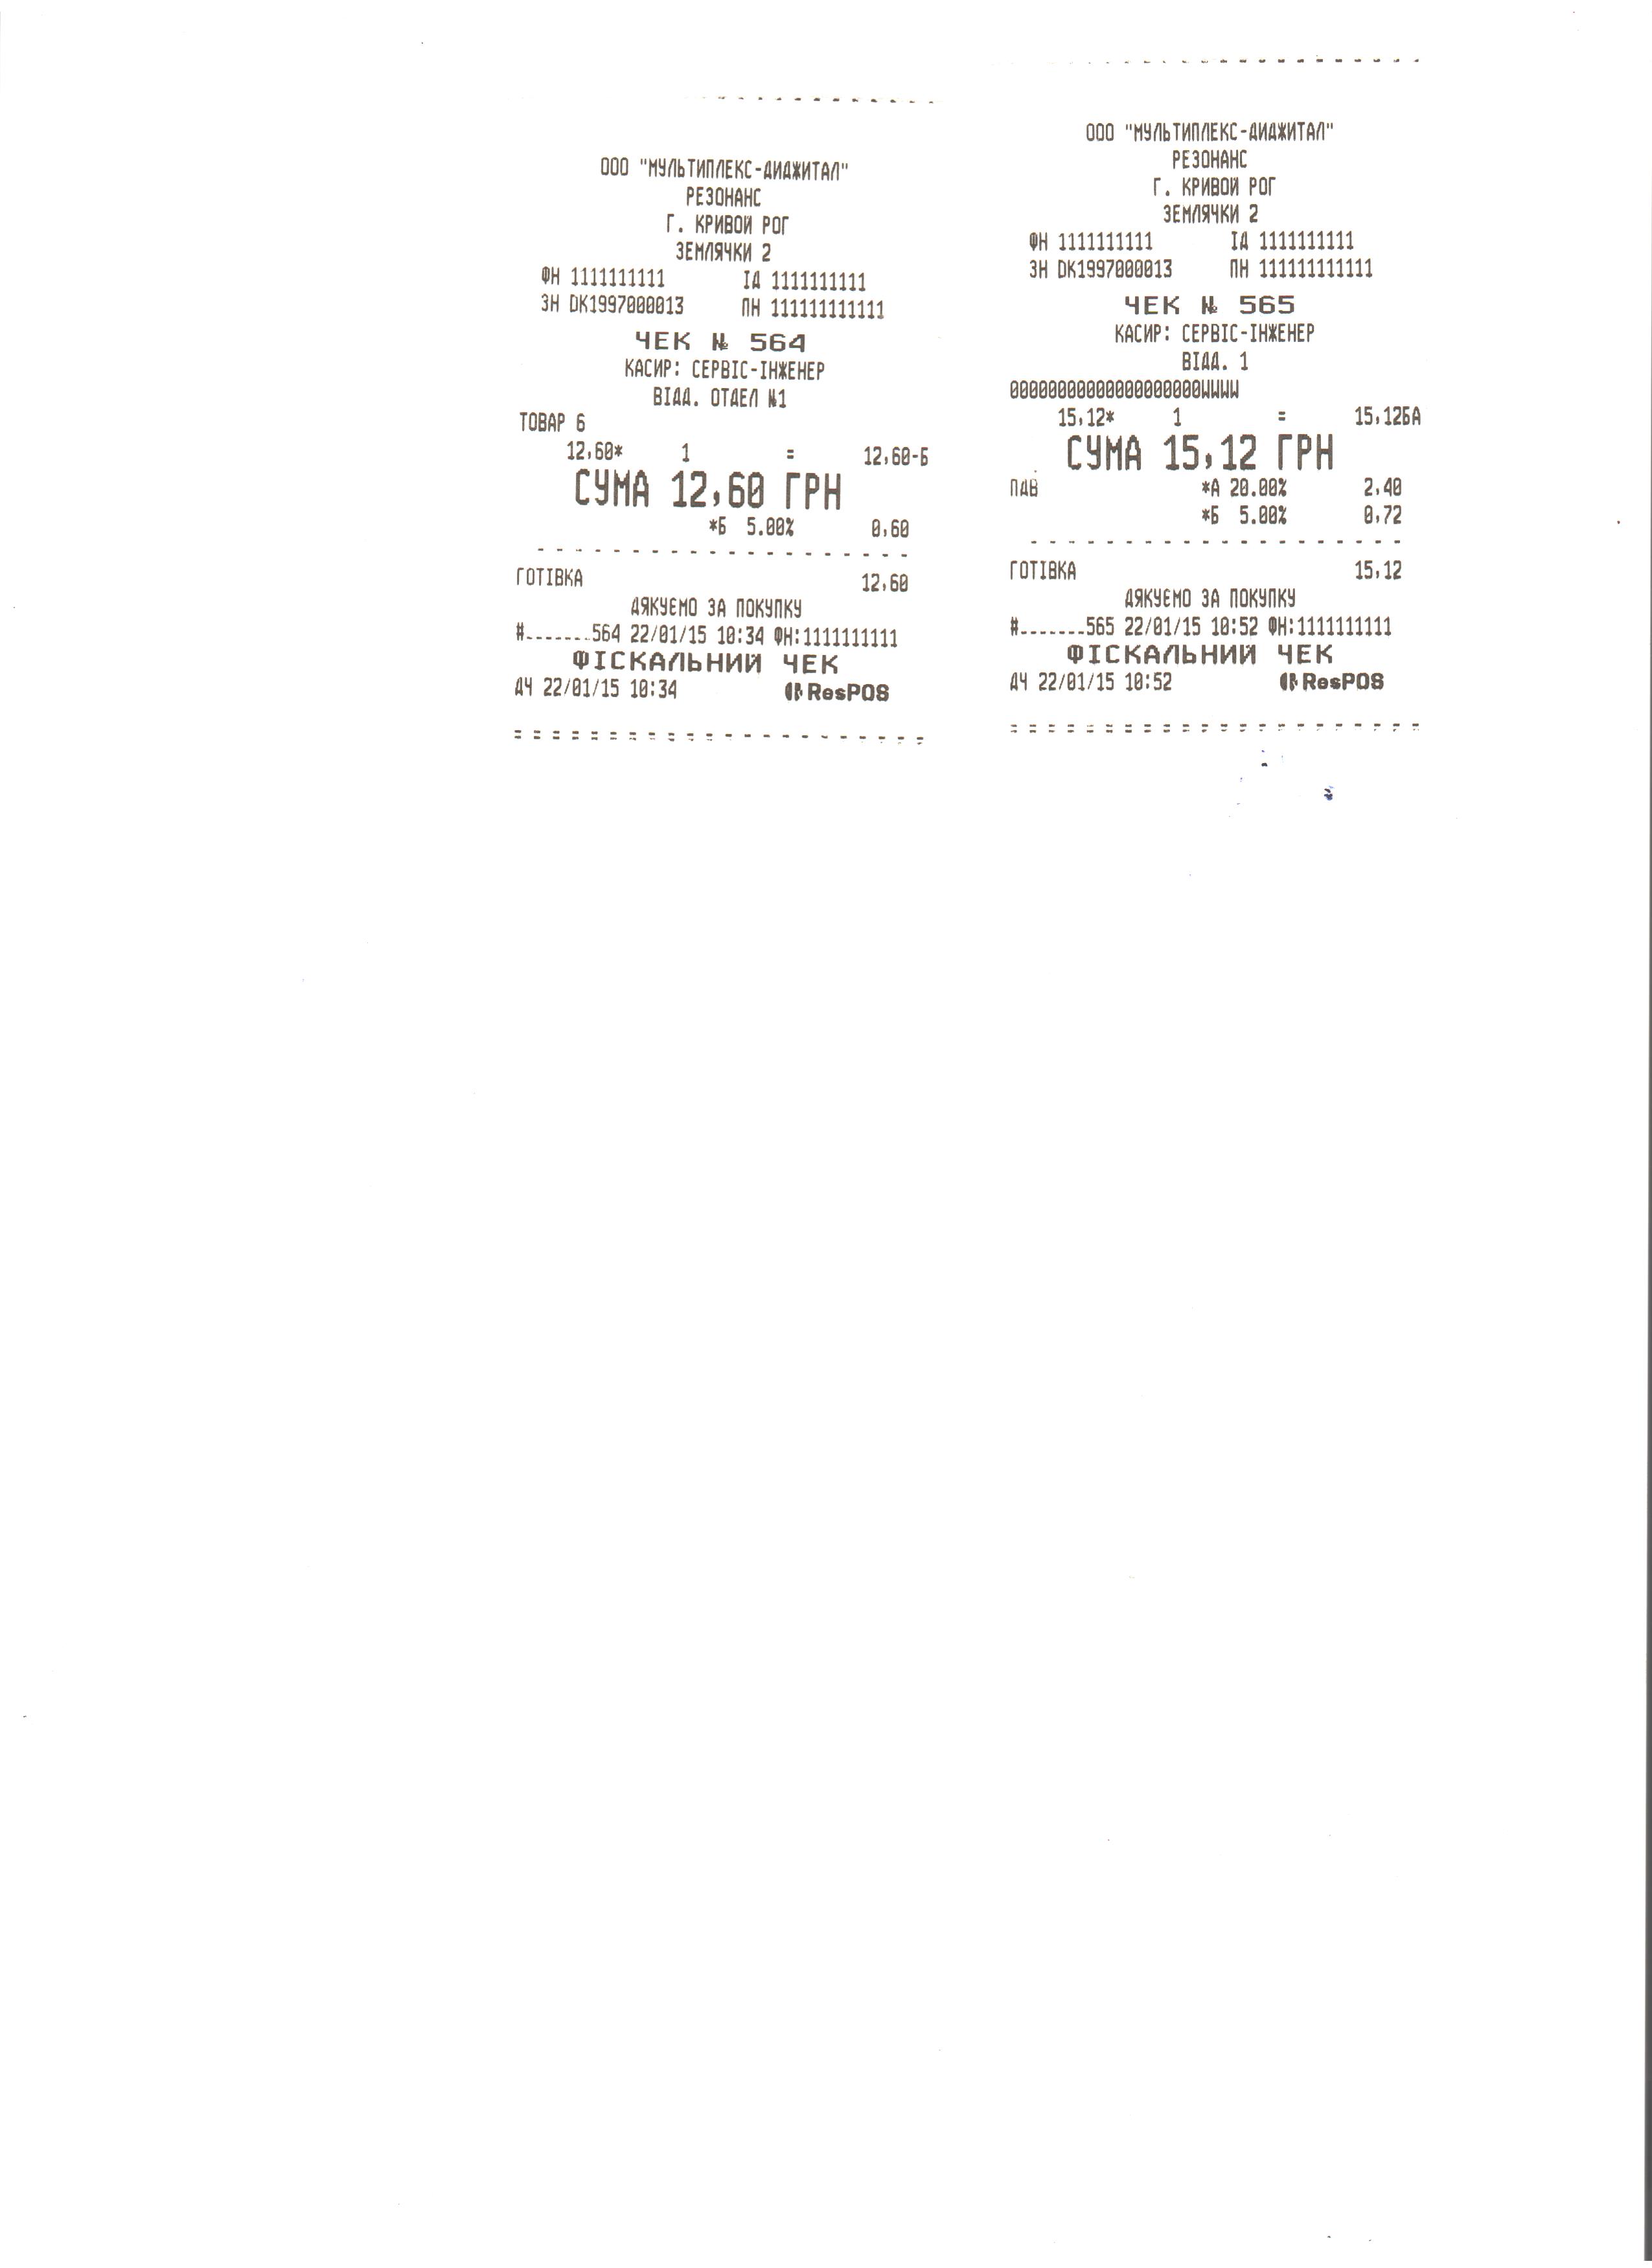 ООО "МУЛЬТИПЛЕКС-ДИДЖИТАЛ"
РЕЗОНАНС
Г. КРИВОЙ РОГ
ЗЕМЛЯЧКИ 2
ФН 1111111111 ІД 1111111111
ЗН DK1997000013 ПН 111111111111
ЧЕК № 564
КАСИР: СЕРВІС-ІНЖЕНЕР
ВІДД. ОТДЕЛ №1
ТОВАР 6
12,60* 1 = 12,60-Б
СУМА 12,60 ГРН
*Б 5.00% 0,60
ГОТІВКА 12,60
ДЯКУЄМО ЗА ПОКУПКУ
#.......564 22/01/15 10:34 ФН:1111111111
ФІСКАЛЬНИЙ ЧЕК
ДЧ 22/01/15 10:34 ResPOS
ООО "МУЛЬТИПЛЕКС-ДИДЖИТАЛ"
РЕЗОНАНС
Г. КРИВОЙ РОГ
ЗЕМЛЯЧКИ 2
ФН 1111111111 ІД 1111111111
ЗН DK1997000013 ПН 111111111111
ЧЕК № 565
КАСИР: СЕРВІС-ІНЖЕНЕР
ВІДД. 1
00000000000000000000WWWW
15,12* 1 = 15,12БА
СУМА 15,12 ГРН
ПДВ *А 20.00% 2,40
*Б 5.00% 0,72
ГОТІВКА 15,12
ДЯКУЄМО ЗА ПОКУПКУ
#.......565 22/01/15 10:52 ФН:1111111111
ФІСКАЛЬНИЙ ЧЕК
ДЧ 22/01/15 10:52 ResPOS